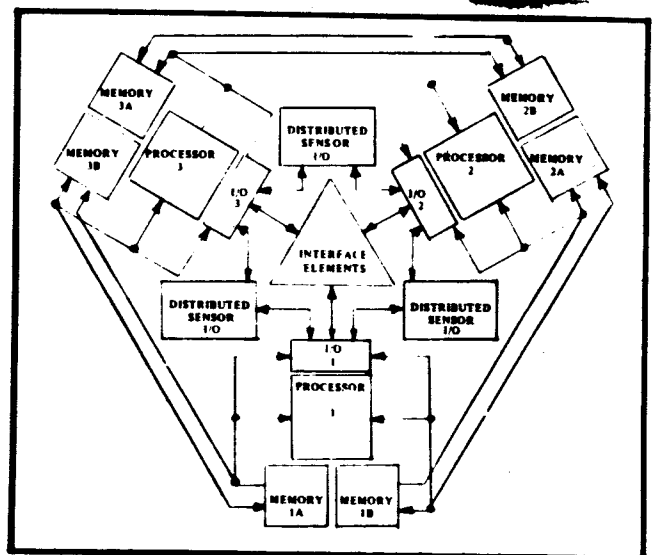 MEMORY
3A
MEMORY
3B
PROCESSOR
3
I/O
3
DISTRIBUTED
SENSOR
I/O
I/O
2
PROCESSOR
2
MEMORY
2B
MEMORY
2A
INTERFACE
ELEMENTS
DISTRIBUTED
SENSOR
I/O
DISTRIBUTED
SENSOR
I/O
I/O
1
PROCESSOR
1
MEMORY
1A
MEMORY
1B